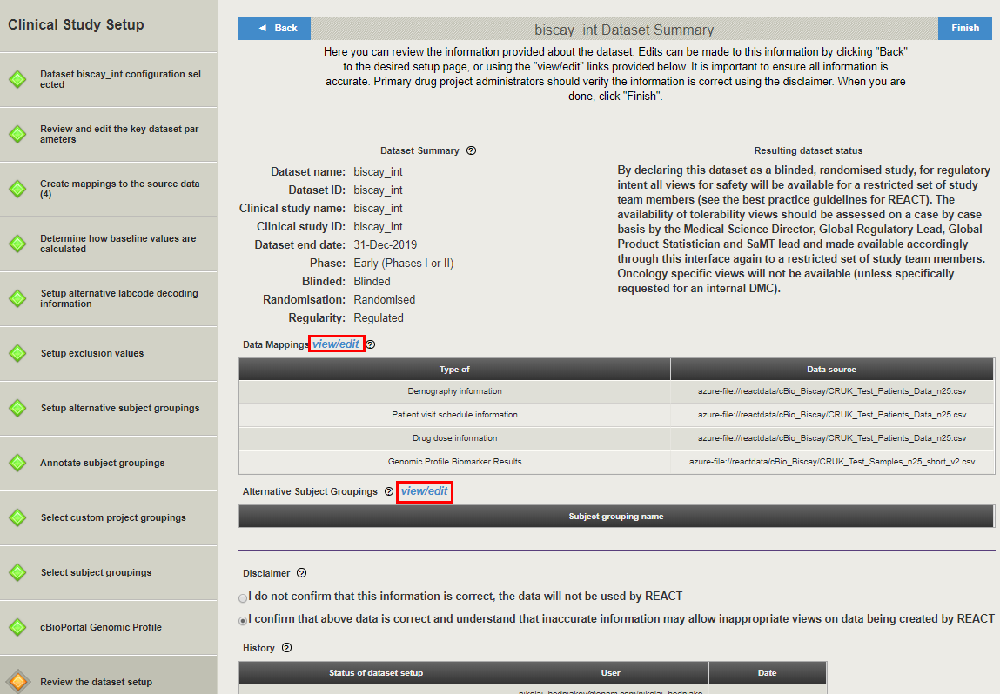 Clinical Study Setup
Dataset biscay_int configuration sel
ected
Review and edit the key dataset par
ameters
Create mappings to the source data
(4)
Determine how baseline values are
calculated
Setup alternative labcode decoding
information
Setup exclusion values
Setup alternative subject groupings
Annotate subject groupings
Select custom project groupings
Select subject groupings
cBioPortal Genomic Profile
Review the dataset setup
◄ Back
biscay_int Dataset Summary
Finish
Here you can review the information provided about the dataset. Edits can be made to this information by clicking "Back"
to the desired setup page, or using the "view/edit" links provided below. It is important to ensure all information is
accurate. Primary drug project administrators should verify the information is correct using the disclaimer. When you are
done, click "Finish".
Dataset Summary ?
Dataset name: biscay_int
Dataset ID: biscay_int
Clinical study name: biscay_int
Clinical study ID: biscay_int
Dataset end date: 31-Dec-2019
Phase: Early (Phases I or II)
Blinded: Blinded
Randomisation: Randomised
Regularity: Regulated
Resulting dataset status
By declaring this dataset as a blinded, randomised study, for regulatory
intent all views for safety will be available for a restricted set of study
team members (see the best practice guidelines for REACT). The
availability of tolerability views should be assessed on a case by case
basis by the Medical Science Director, Global Regulatory Lead, Global
Product Statistician and SaMT lead and made available accordingly
through this interface again to a restricted set of study team members.
Oncology specific views will not be available (unless specifically
requested for an internal DMC).
Data Mappings view/edit ?
Type of Data source
Demography information azure-file://reactdata/cBio_Biscay/CRUK_Test_Patients_Data_n25.csv
Patient visit schedule information azure-file://reactdata/cBio_Biscay/CRUK_Test_Patients_Data_n25.csv
Drug dose information azure-file://reactdata/cBio_Biscay/CRUK_Test_Patients_Data_n25.csv
Genomic Profile Biomarker Results azure-file://reactdata/cBio_Biscay/CRUK_Test_Samples_n25_short_v2.csv
Alternative Subject Groupings ? view/edit
Subject grouping name
Disclaimer ?
I do not confirm that this information is correct, the data will not be used by REACT
I confirm that above data is correct and understand that inaccurate information may allow inappropriate views on data being created by REACT
History ?
Status of dataset setup User Date